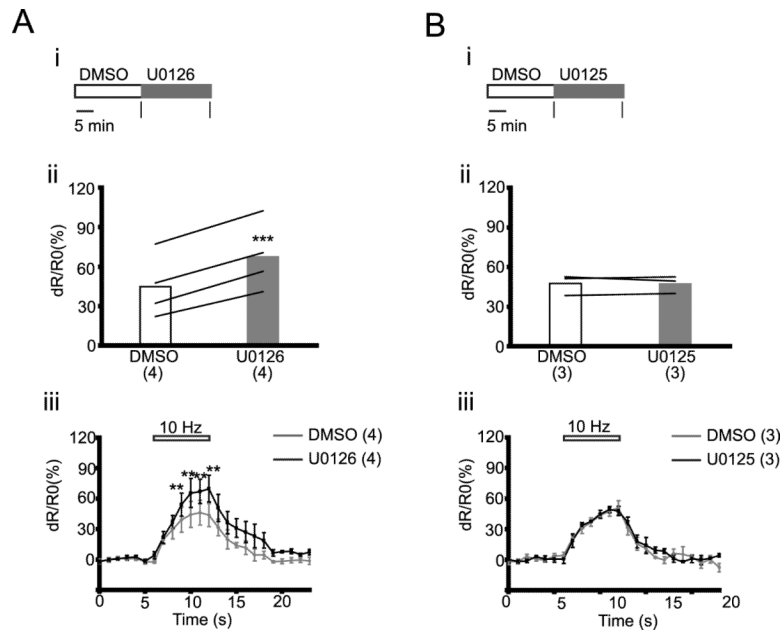 A
i
DMSO U0126
5 min
ii
dR/R0(%)
120
90
60
30
0
***
DMSO
(4)
U0126
(4)
iii
dR/R0(%)
120
90
60
30
0
10 Hz
DMSO (4)
U0126 (4)
** **** **
0 5 10 15 20
Time (s)
B
i
DMSO U0125
5 min
ii
dR/R0(%)
120
90
60
30
0
DMSO
(3)
U0125
(3)
iii
dR/R0(%)
120
90
60
30
0
10 Hz
DMSO (3)
U0125 (3)
0 5 10 15 20
Time (s)